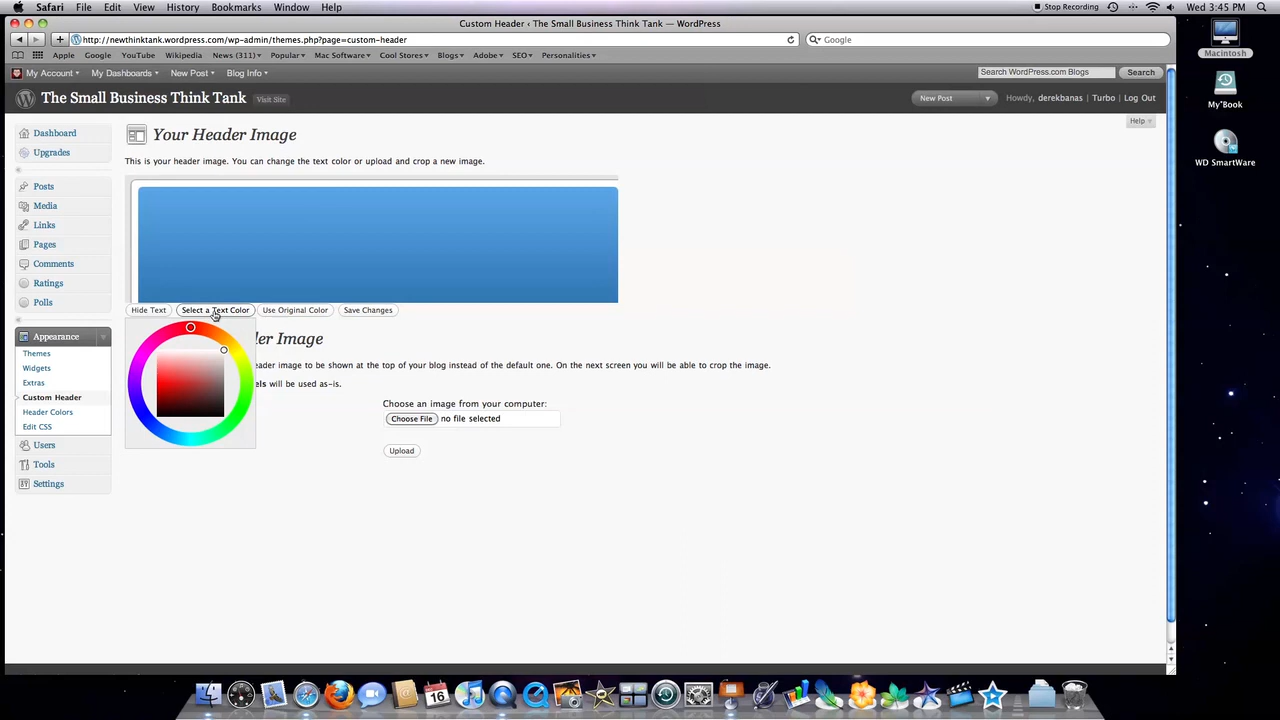 Safari File Edit View History Bookmarks Window Help
Stop Recording Wed 3:45 PM
Custom Header ‹ The Small Business Think Tank — WordPress
http://newthinktank.wordpress.com/wp-admin/themes.php?page=custom-header
Google
Apple Google YouTube Wikipedia News (311) Popular Mac Software Cool Stores Blogs Adobe SEO Personalities
Macintosh
My Account My Dashboards New Post Blog Info
Search WordPress.com Blogs Search
The Small Business Think Tank Visit Site
New Post Howdy, derekbanas | Turbo | Log Out
My Book
Help
Dashboard
Upgrades
Posts
Media
Links
Pages
Comments
Ratings
Polls
Appearance
Themes
Widgets
Extras
Custom Header
Header Colors
Edit CSS
Users
Tools
Settings
Your Header Image
This is your header image. You can change the text color or upload and crop a new image.
Hide Text Select a Text Color Use Original Color Save Changes
der Image
eader image to be shown at the top of your blog instead of the default one. On the next screen you will be able to crop the image.
els will be used as-is.
Choose an image from your computer:
Choose File no file selected
Upload
WD SmartWare
JUL
16